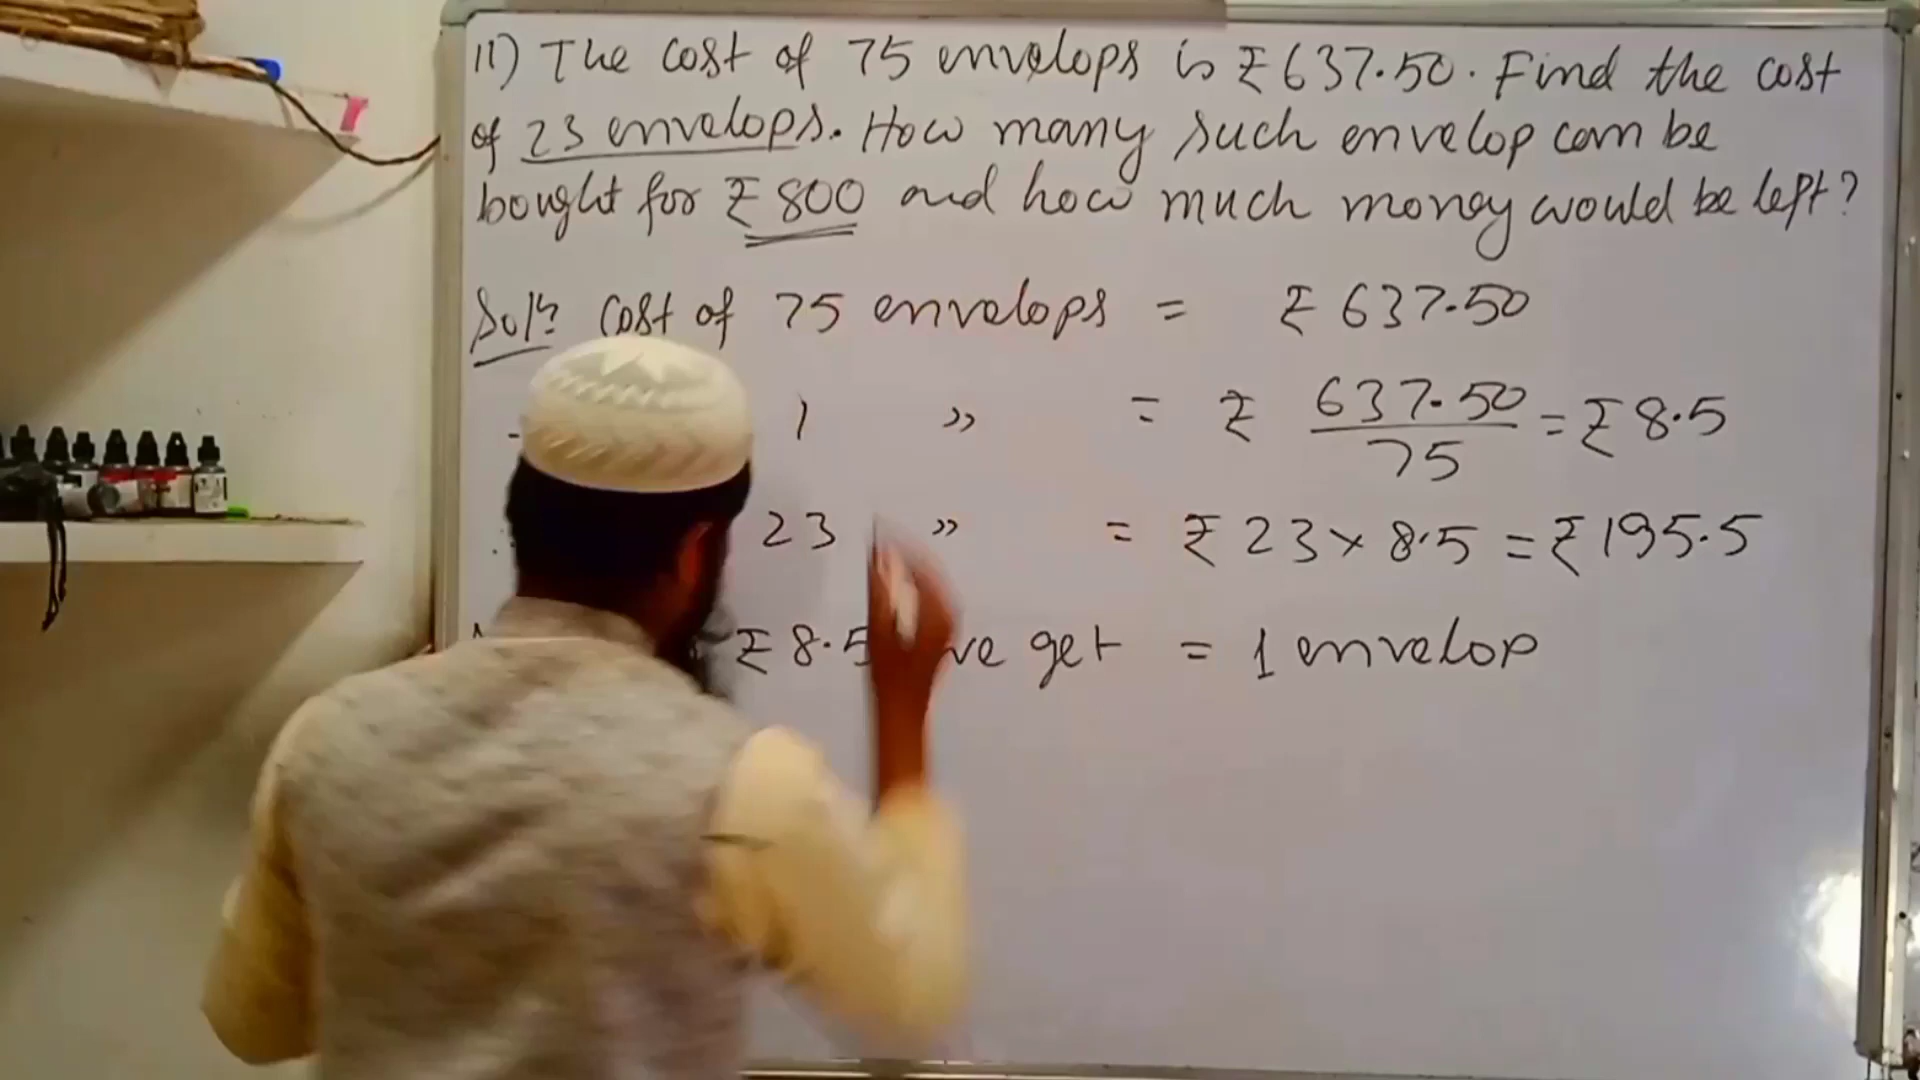 11) The cost of 75 envelops is ₹ 637.50. Find the cost
of 23 envelops. How many such envelop can be
bought for ₹ 800 and how much money would be left?
Soln. cost of 75 envelops = ₹ 637.50
1 " = ₹ 637.50/75 = ₹ 8.5
23 " = ₹ 23 × 8.5 = ₹ 195.5
₹ 8.5 we get = 1 envelop